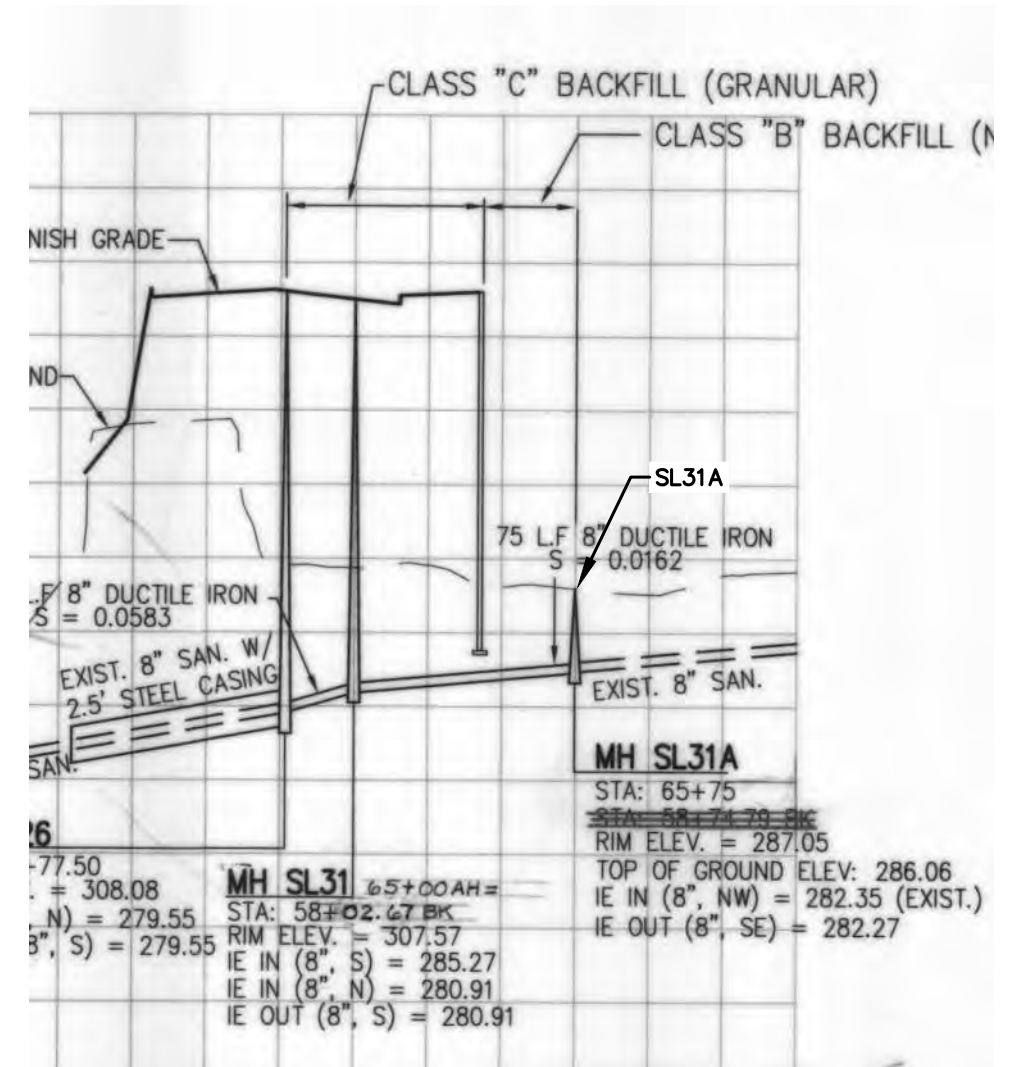 CLASS "C" BACKFILL (GRANULAR)
CLASS "B" BACKFILL (N
NISH GRADE
ND
SL31A
75 L.F 8" DUCTILE IRON
S = 0.0162
L.F 8" DUCTILE IRON
S = 0.0583
EXIST. 8" SAN. W/
2.5' STEEL CASING
EXIST. 8" SAN.
SAN.
MH SL31A
STA: 65+75
STA: 58+74.79 BK
RIM ELEV. = 287.05
TOP OF GROUND ELEV: 286.06
IE IN (8", NW) = 282.35 (EXIST.)
IE OUT (8", SE) = 282.27
26
-77.50
= 308.08
N) = 279.55
8", S) = 279.55
MH SL31 65+00 AH =
STA: 58+02.67 BK
RIM ELEV. = 307.57
IE IN (8", S) = 285.27
IE IN (8", N) = 280.91
IE OUT (8", S) = 280.91